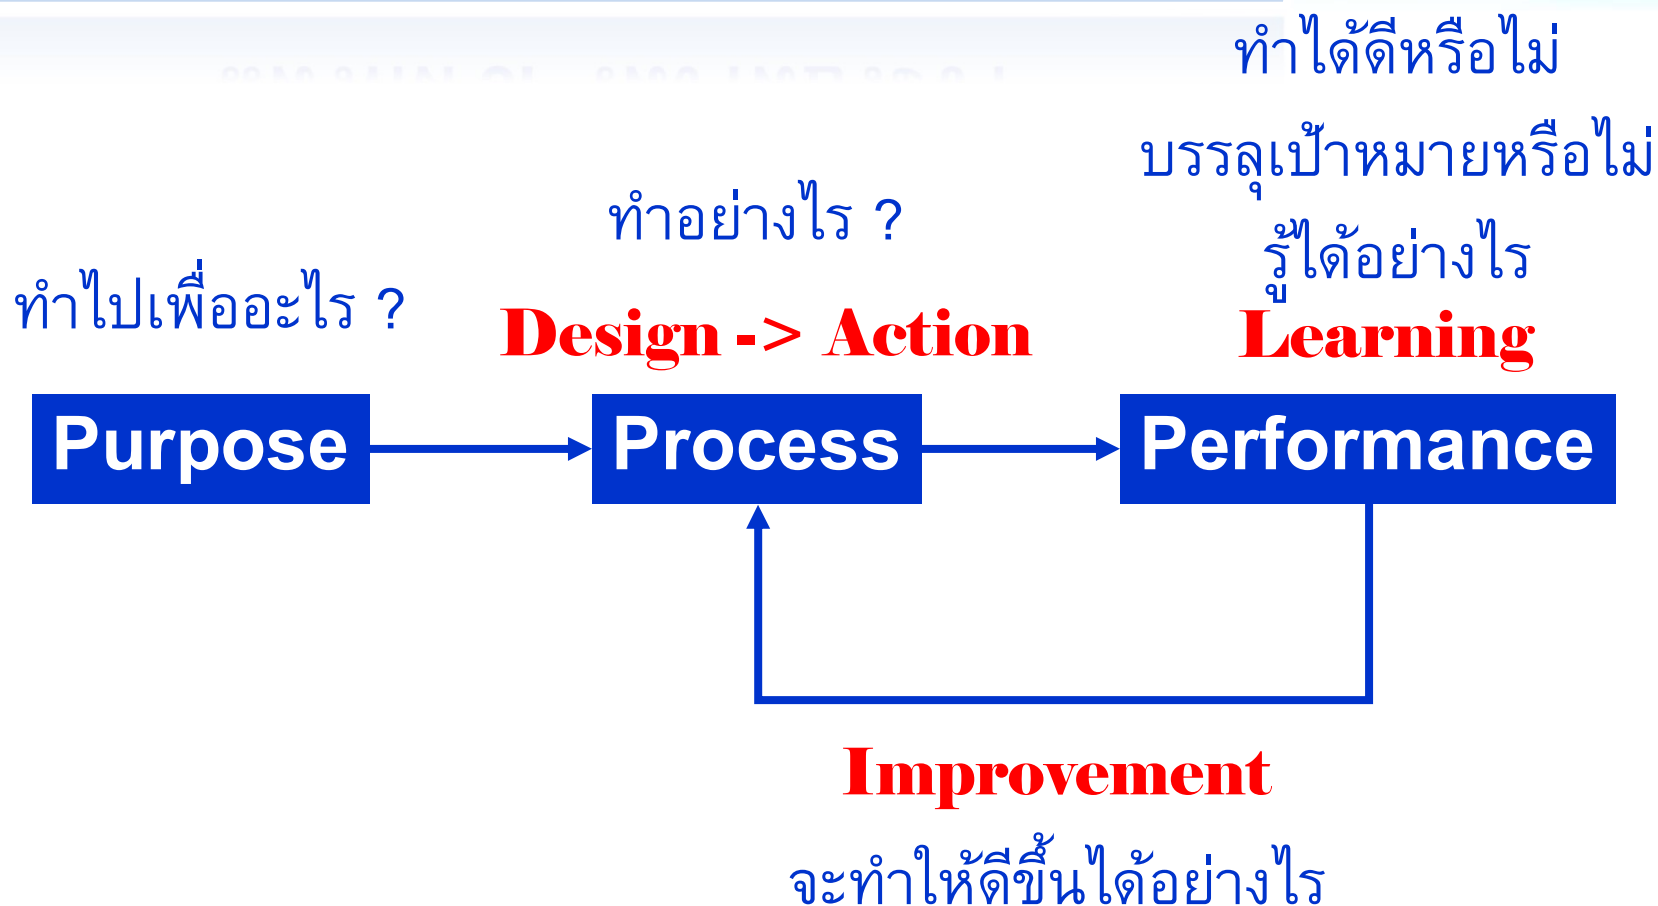 ทำได้ดีหรือไม่
บรรลุเป้าหมายหรือไม่
รู้ได้อย่างไร
ทำอย่างไร ?
ทำไปเพื่ออะไร ?
Design -> Action
Learning
Purpose
Process
Performance
Improvement
จะทำให้ดีขึ้นได้อย่างไร